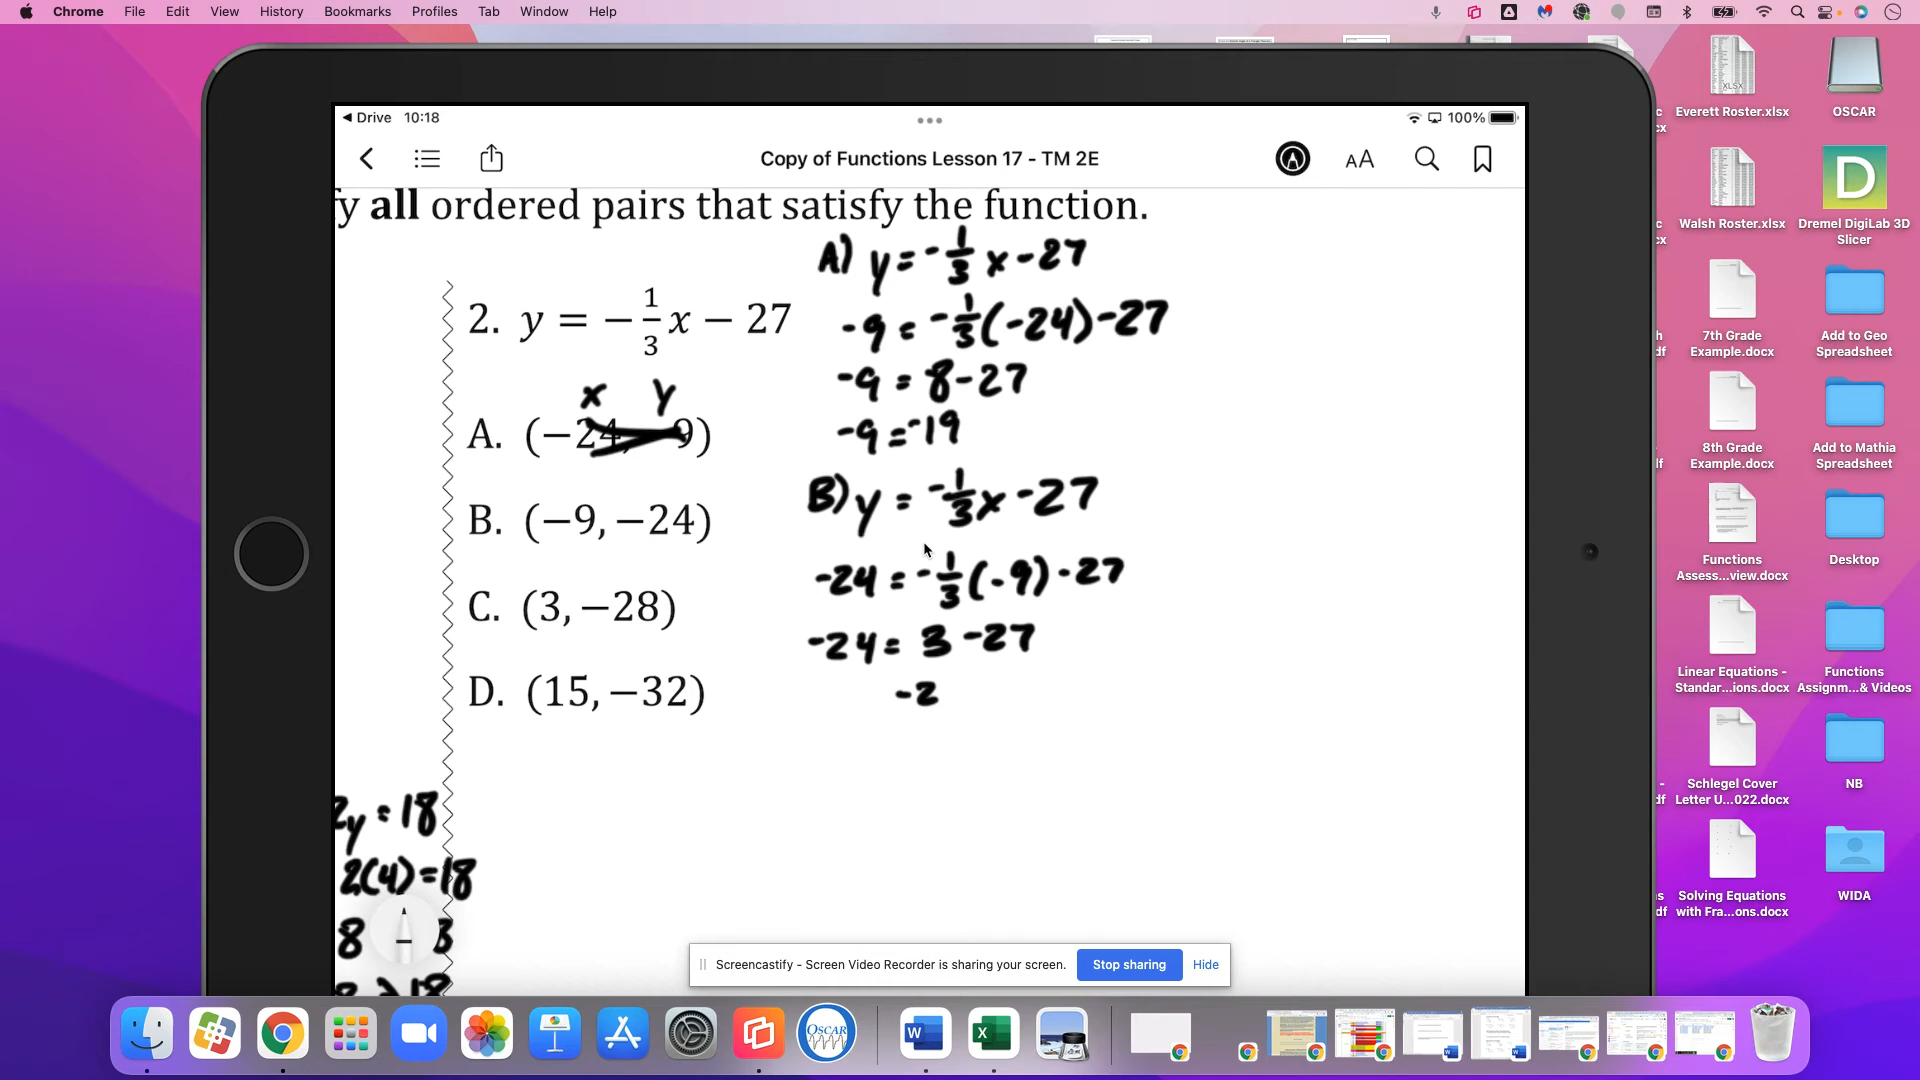 Chrome File Edit View History Bookmarks Profiles Tab Window Help
Drive 10:18
100%
Copy of Functions Lesson 17 - TM 2E
AA
fy all ordered pairs that satisfy the function.
2. y = −1/3x − 27
x y
A. (−24, −9)
B. (−9, −24)
C. (3, −28)
D. (15, −32)
A) y = -1/3 x - 27
-9 = -1/3(-24) - 27
-9 = 8 - 27
-9 = -19
B) y = -1/3 x - 27
-24 = -1/3(-9) - 27
-24 = 3 - 27
-2
2y = 18
2(4) = 18
8
Screencastify - Screen Video Recorder is sharing your screen. Stop sharing Hide
XLSX
Everett Roster.xlsx
OSCAR
Walsh Roster.xlsx
D
Dremel DigiLab 3D
Slicer
7th Grade
Example.docx
Add to Geo
Spreadsheet
8th Grade
Example.docx
Add to Mathia
Spreadsheet
Functions
Assess...view.docx
Desktop
Linear Equations -
Standar...ions.docx
Functions
Assignm...& Videos
Schlegel Cover
Letter U...022.docx
NB
Solving Equations
with Fra...ons.docx
WIDA
OSCAR
W
X